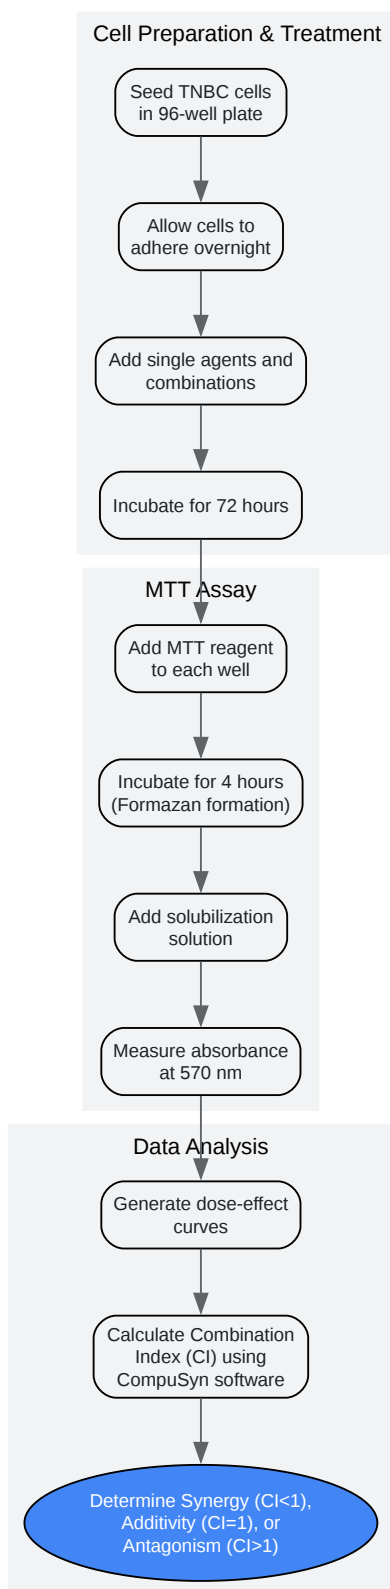 Cell Preparation & Treatment
Seed TNBC cells
in 96-well plate
Allow cells to
adhere overnight
Add single agents and
combinations
Incubate for 72 hours
MTT Assay
Add MTT reagent
to each well
Incubate for 4 hours
(Formazan formation)
Add solubilization
solution
Measure absorbance
at 570 nm
Data Analysis
Generate dose-effect
curves
Calculate Combination
Index (CI) using
CompuSyn software
Determine Synergy (CI<1),
Additivity (CI=1), or
Antagonism (CI>1)